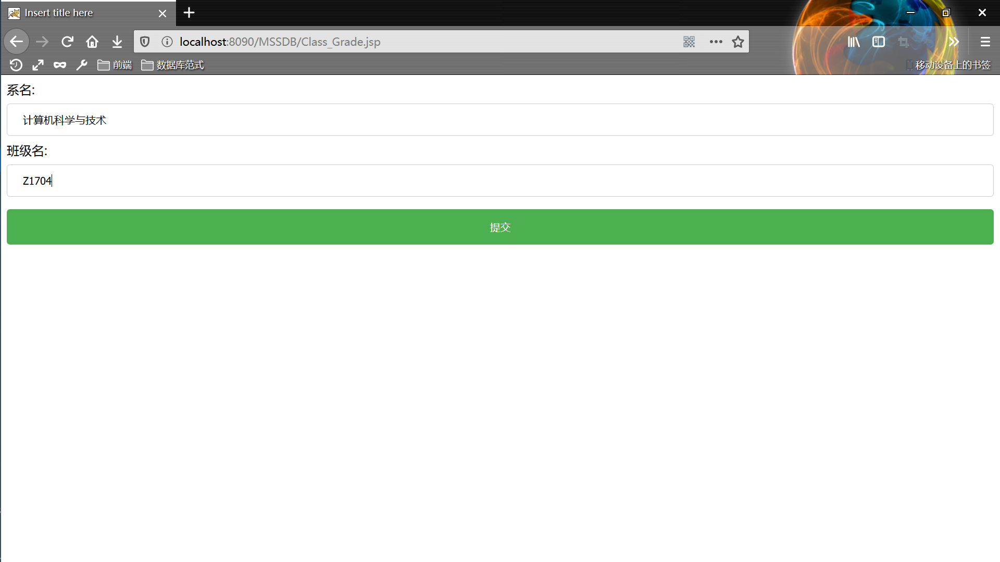 Insert title here
localhost:8090/MSSDB/Class_Grade.jsp
前端 数据库范式 移动设备上的书签
系名:
计算机科学与技术
班级名:
Z1704
提交